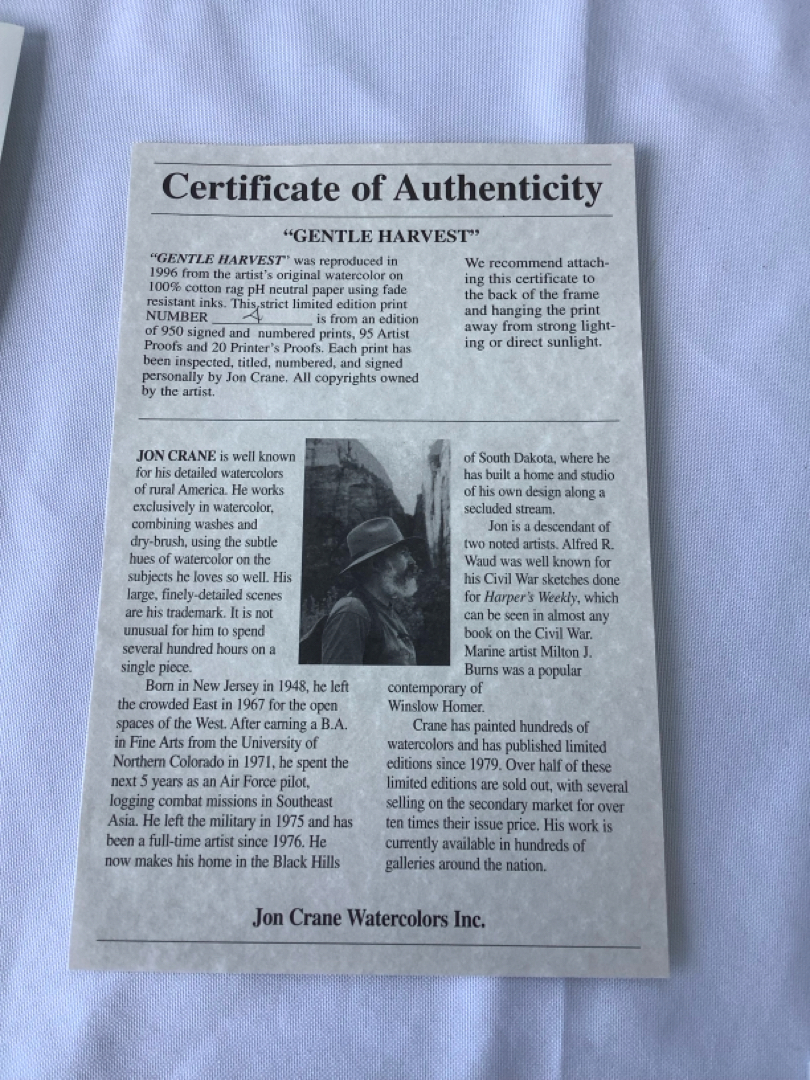 Certificate of Authenticity
“GENTLE HARVEST”
“GENTLE HARVEST” was reproduced in
1996 from the artist's original watercolor on
100% cotton rag pH neutral paper using fade
resistant inks. This strict limited edition print
NUMBER is from an edition
of 950 signed and numbered prints, 95 Artist
Proofs and 20 Printer's Proofs. Each print has
been inspected, titled, numbered, and signed
personally by Jon Crane. All copyrights owned
by the artist.
We recommend attach-
ing this certificate to
the back of the frame
and hanging the print
away from strong light-
ing or direct sunlight.
JON CRANE is well known
for his detailed watercolors
of rural America. He works
exclusively in watercolor,
combining washes and
dry-brush, using the subtle
hues of watercolor on the
subjects he loves so well. His
large, finely-detailed scenes
are his trademark. It is not
unusual for him to spend
several hundred hours on a
single piece.
Born in New Jersey in 1948, he left
the crowded East in 1967 for the open
spaces of the West. After earning a B.A.
in Fine Arts from the University of
Northern Colorado in 1971, he spent the
next 5 years as an Air Force pilot,
logging combat missions in Southeast
Asia. He left the military in 1975 and has
been a full-time artist since 1976. He
now makes his home in the Black Hills
of South Dakota, where he
has built a home and studio
of his own design along a
secluded stream.
Jon is a descendant of
two noted artists. Alfred R.
Waud was well known for
his Civil War sketches done
for Harper's Weekly, which
can be seen in almost any
book on the Civil War.
Marine artist Milton J.
Burns was a popular
contemporary of
Winslow Homer.
Crane has painted hundreds of
watercolors and has published limited
editions since 1979. Over half of these
limited editions are sold out, with several
selling on the secondary market for over
ten times their issue price. His work is
currently available in hundreds of
galleries around the nation.
Jon Crane Watercolors Inc.